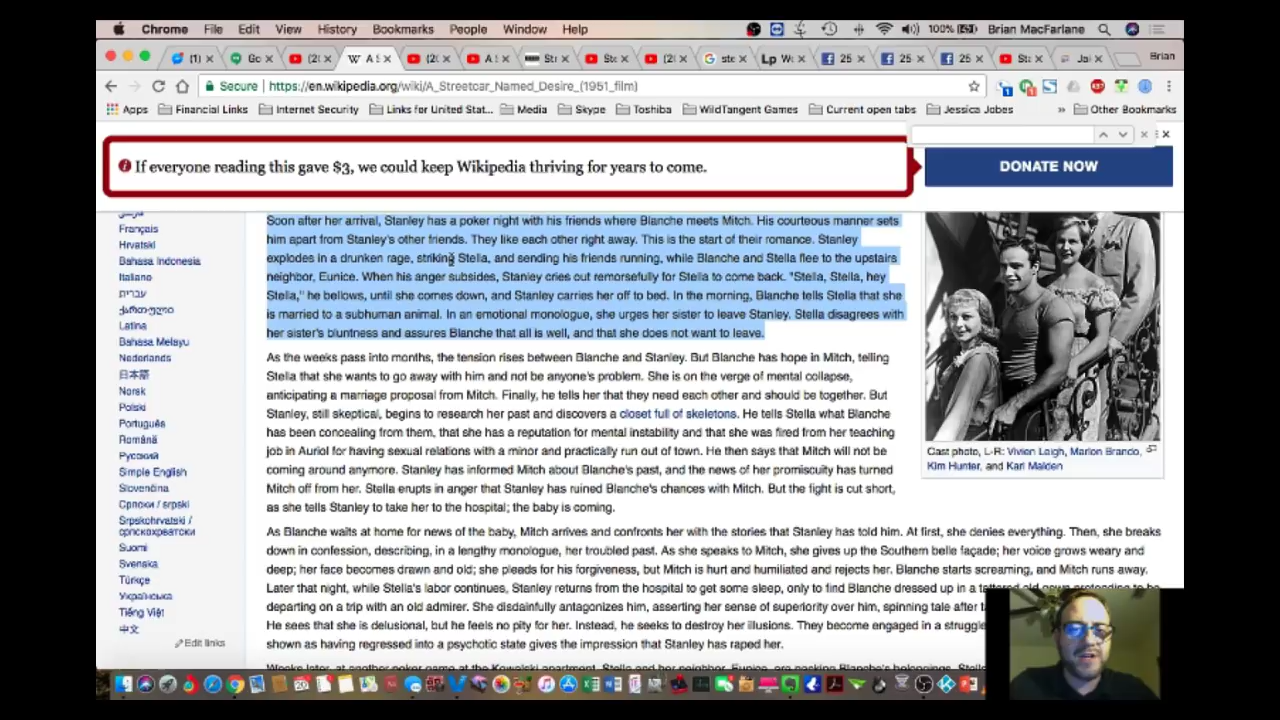 Chrome File Edit View History Bookmarks People Window Help 100% Brian MacFarlane
Brian
Secure https://en.wikipedia.org/wiki/A_Streetcar_Named_Desire_(1951_film)
Apps Financial Links Internet Security Links for United Stat... Media Skype Toshiba WildTangent Games Current open tabs Jessica Jobes » Other Bookmarks
If everyone reading this gave $3, we could keep Wikipedia thriving for years to come.
DONATE NOW
Français
Hrvatski
Bahasa Indonesia
Italiano
עברית
ქართული
Latina
Bahasa Melayu
Nederlands
日本語
Norsk
Polski
Português
Română
Русский
Simple English
Slovenčina
Српски / srpski
Srpskohrvatski /
српскохрватски
Suomi
Svenska
Türkçe
Українська
Tiếng Việt
中文
Edit links
Soon after her arrival, Stanley has a poker night with his friends where Blanche meets Mitch. His courteous manner sets
him apart from Stanley's other friends. They like each other right away. This is the start of their romance. Stanley
explodes in a drunken rage, striking Stella, and sending his friends running, while Blanche and Stella flee to the upstairs
neighbor, Eunice. When his anger subsides, Stanley cries out remorsefully for Stella to come back. "Stella, Stella, hey
Stella," he bellows, until she comes down, and Stanley carries her off to bed. In the morning, Blanche tells Stella that she
is married to a subhuman animal. In an emotional monologue, she urges her sister to leave Stanley. Stella disagrees with
her sister's bluntness and assures Blanche that all is well, and that she does not want to leave.
As the weeks pass into months, the tension rises between Blanche and Stanley. But Blanche has hope in Mitch, telling
Stella that she wants to go away with him and not be anyone's problem. She is on the verge of mental collapse,
anticipating a marriage proposal from Mitch. Finally, he tells her that they need each other and should be together. But
Stanley, still skeptical, begins to research her past and discovers a closet full of skeletons. He tells Stella what Blanche
has been concealing from them, that she has a reputation for mental instability and that she was fired from her teaching
job in Auriol for having sexual relations with a minor and practically run out of town. He then says that Mitch will not be
coming around anymore. Stanley has informed Mitch about Blanche's past, and the news of her promiscuity has turned
Mitch off from her. Stella erupts in anger that Stanley has ruined Blanche's chances with Mitch. But the fight is cut short,
as she tells Stanley to take her to the hospital; the baby is coming.
As Blanche waits at home for news of the baby, Mitch arrives and confronts her with the stories that Stanley has told him. At first, she denies everything. Then, she breaks
down in confession, describing, in a lengthy monologue, her troubled past. As she speaks to Mitch, she gives up the Southern belle façade; her voice grows weary and
deep; her face becomes drawn and old; she pleads for his forgiveness, but Mitch is hurt and humiliated and rejects her. Blanche starts screaming, and Mitch runs away.
Later that night, while Stella's labor continues, Stanley returns from the hospital to get some sleep, only to find Blanche dressed up in a tattered old gown pretending to be
departing on a trip with an old admirer. She disdainfully antagonizes him, asserting her sense of superiority over him, spinning tale after
He sees that she is delusional, but he feels no pity for her. Instead, he seeks to destroy her illusions. They become engaged in a struggle
shown as having regressed into a psychotic state gives the impression that Stanley has raped her.
Weeks later, at another poker game at the Kowalski apartment, Stella and her neighbor, Eunice, are packing Blanche's belongings.
Cast photo, L-R: Vivien Leigh, Marlon Brando,
Kim Hunter, and Karl Malden